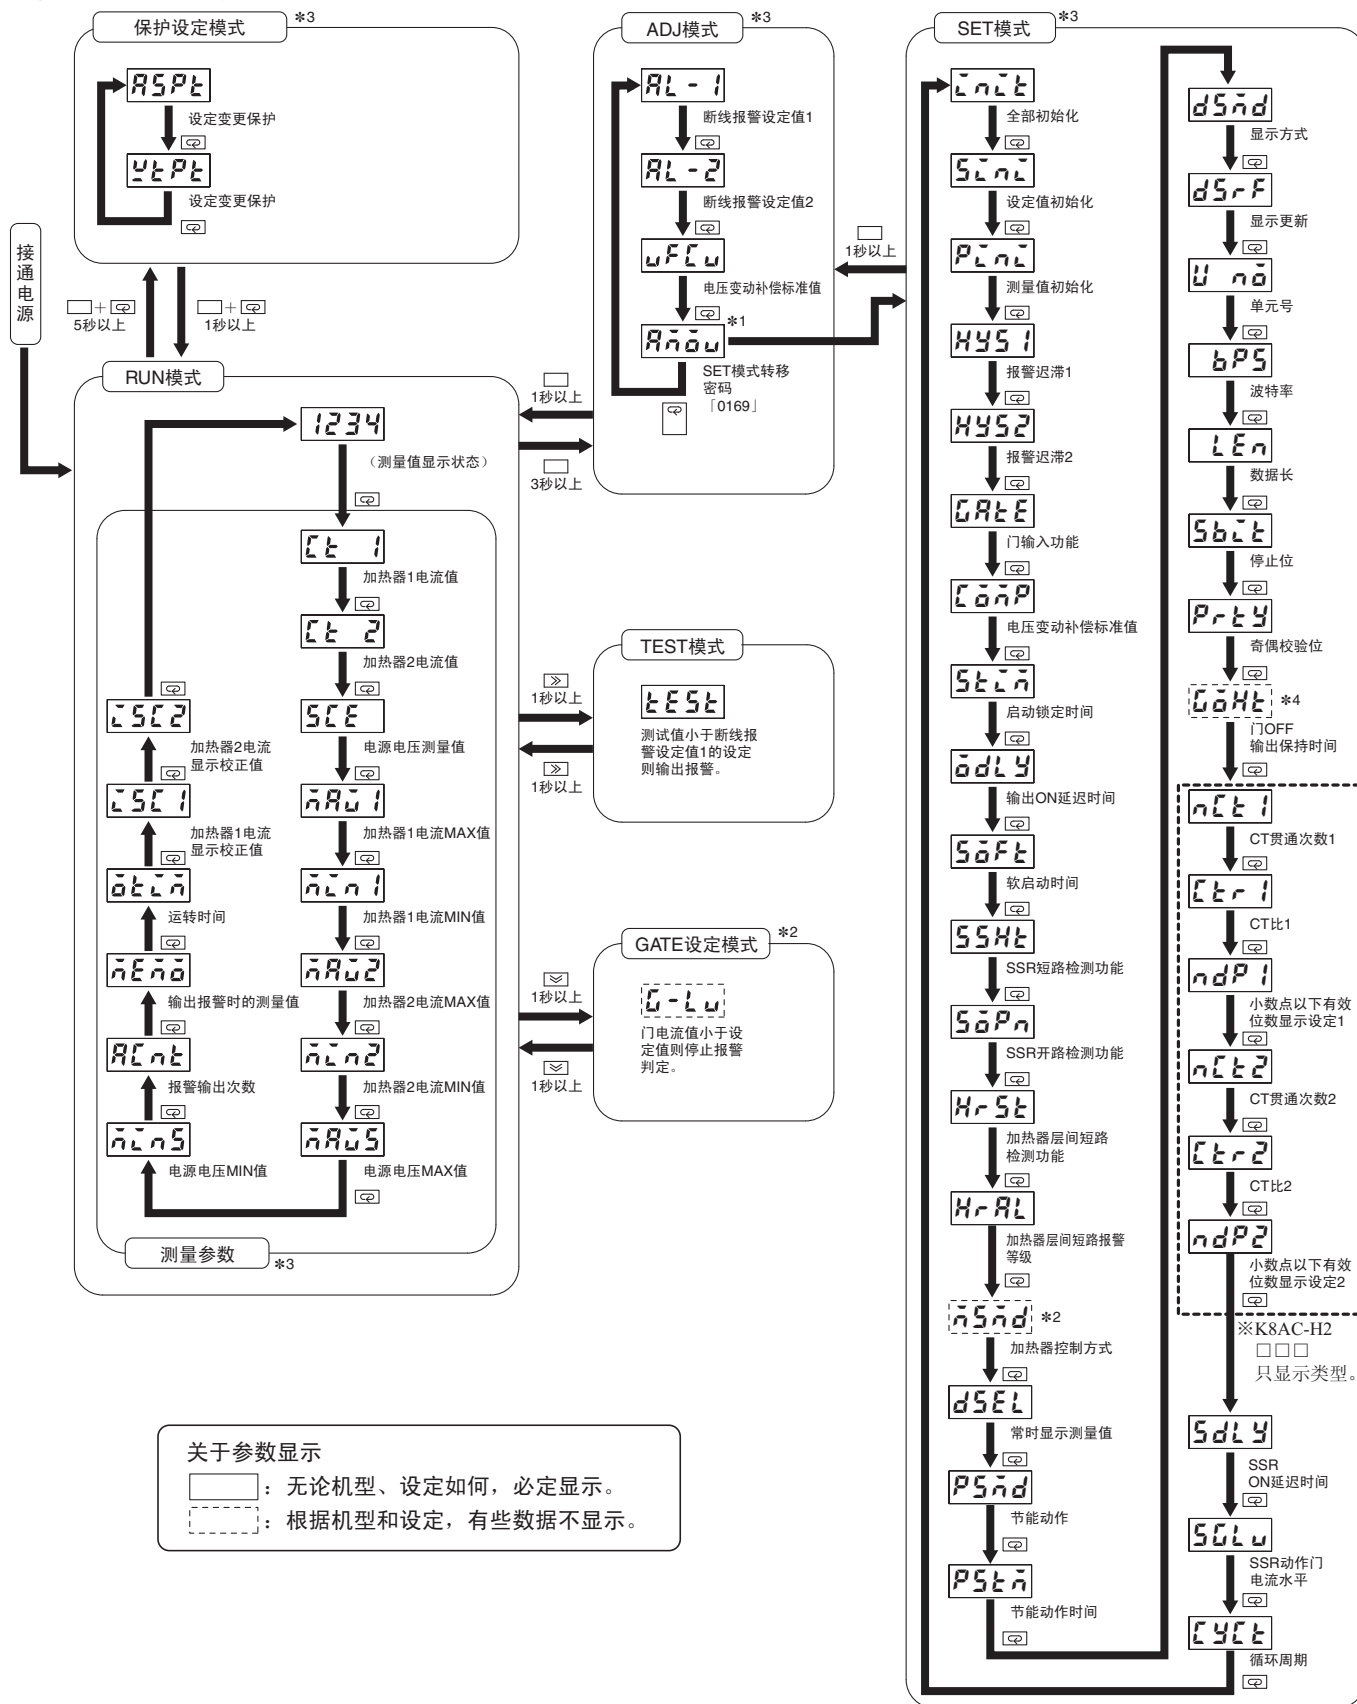 保护设定模式
*3
ASPt
设定变更保护
WtPt
设定变更保护
接通电源
+
5秒以上
+
1秒以上
RUN模式
1234
(测量值显示状态)
Ct 1
加热器1电流值
Ct 2
加热器2电流值
SCE
电源电压测量值
mAX1
加热器1电流MAX值
min1
加热器1电流MIN值
mAX2
加热器2电流MAX值
min2
加热器2电流MIN值
mAXS
电源电压MAX值
minS
电源电压MIN值
ACnt
报警输出次数
mEmo
输出报警时的测量值
otim
运转时间
iSC1
加热器1电流
显示校正值
iSC2
加热器2电流
显示校正值
测量参数
*3
1秒以上
3秒以上
ADJ模式
*3
AL-1
断线报警设定值1
AL-2
断线报警设定值2
vFCv
电压变动补偿标准值
Amov
*1
SET模式转移
密码
「0169」
1秒以上
1秒以上
TEST模式
tESt
测试值小于断线报
警设定值1的设定
则输出报警。
1秒以上
1秒以上
GATE设定模式
*2
G-Lv
门电流值小于设
定值则停止报警
判定。
1秒以上
SET模式
*3
init
全部初始化
Sini
设定值初始化
Pini
测量值初始化
HYS1
报警迟滞1
HYS2
报警迟滞2
GAtE
门输入功能
ComP
电压变动补偿标准值
Stim
启动锁定时间
odLY
输出ON延迟时间
SoFt
软启动时间
SSHt
SSR短路检测功能
SoPn
SSR开路检测功能
HrSt
加热器层间短路
检测功能
HrAL
加热器层间短路报警
等级
mSmd
*2
加热器控制方式
dSEL
常时显示测量值
PSmd
节能动作
PStm
节能动作时间
dSmd
显示方式
dSrF
显示更新
U no
单元号
bPS
波特率
LEn
数据长
Sbit
停止位
PrtY
奇偶校验位
GoHt
*4
门OFF
输出保持时间
nCt1
CT贯通次数1
Ctr1
CT比1
ndP1
小数点以下有效
位数显示设定1
nCt2
CT贯通次数2
Ctr2
CT比2
ndP2
小数点以下有效
位数显示设定2
※K8AC-H2
□□□
只显示类型。
SdLY
SSR
ON延迟时间
SGLv
SSR动作门
电流水平
CYCt
循环周期
关于参数显示
：无论机型、设定如何，必定显示。
：根据机型和设定，有些数据不显示。